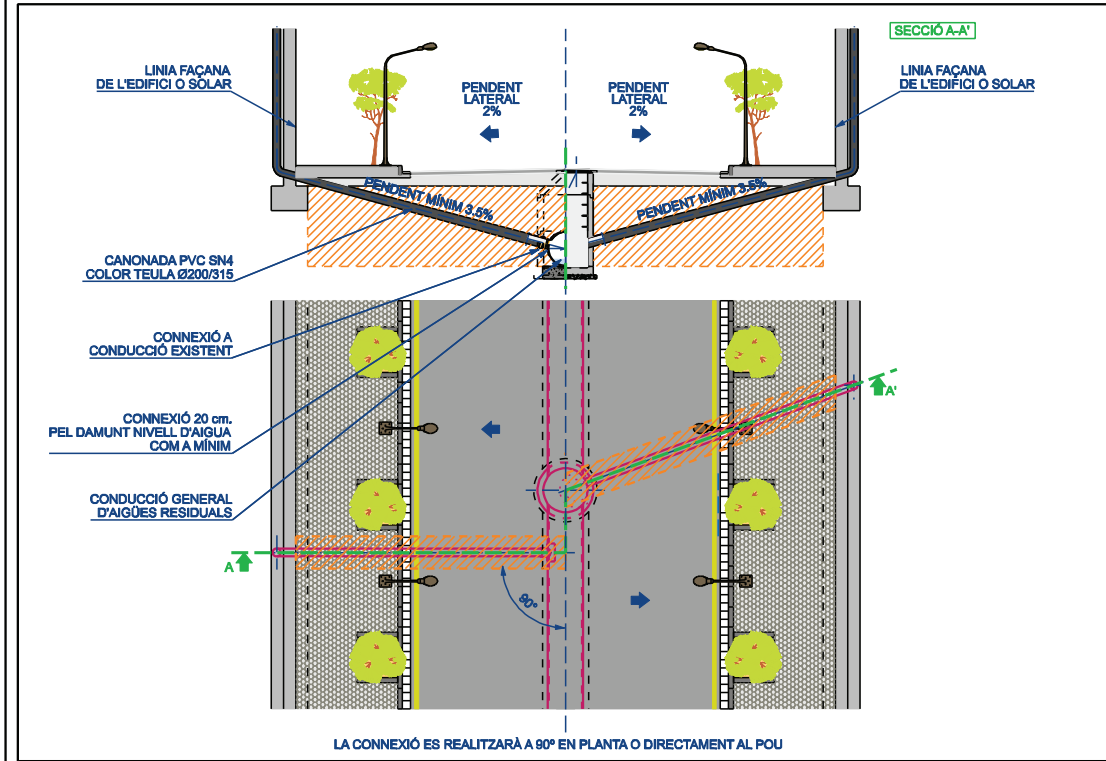 SECCIÓ A-A'
LINIA FAÇANA
DE L'EDIFICI O SOLAR
PENDENT
LATERAL
2%
PENDENT
LATERAL
2%
LINIA FAÇANA
DE L'EDIFICI O SOLAR
PENDENT MÍNIM 3.5%
PENDENT MÍNIM 3.5%
CANONADA PVC SN4
COLOR TEULA Ø200/315
CONNEXIÓ A
CONDUCCIÓ EXISTENT
CONNEXIÓ 20 cm.
PEL DAMUNT NIVELL D'AIGUA
COM A MÍNIM
CONDUCCIÓ GENERAL
D'AIGÜES RESIDUALS
A'
A
90°
LA CONNEXIÓ ES REALITZARÀ A 90º EN PLANTA O DIRECTAMENT AL POU